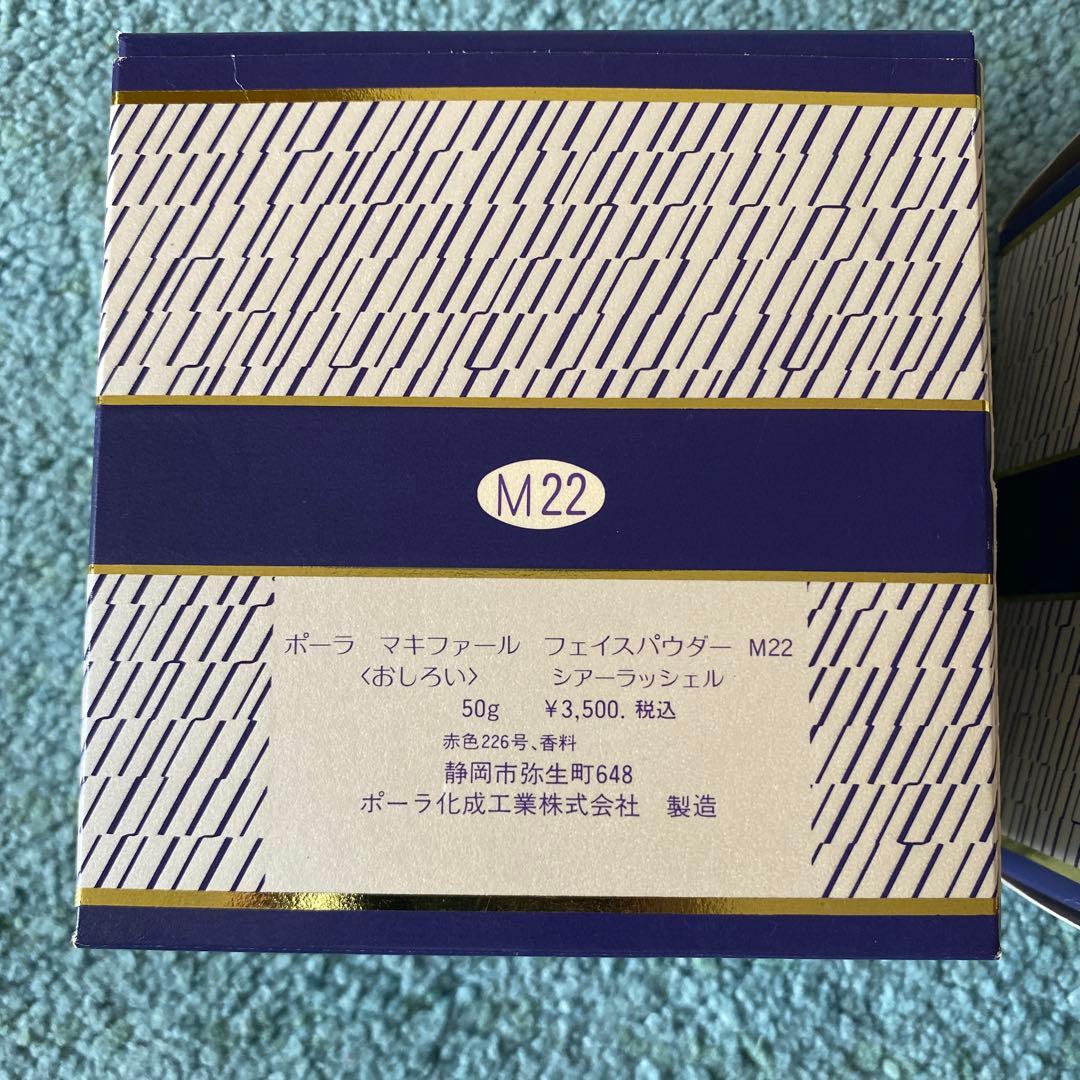 M22
ポーラ マキファール フェイスパウダー M22
〈おしろい〉 シアーラッシェル
50g ¥3,500. 税込
赤色226号、香料
静岡市弥生町648
ポーラ化成工業株式会社 製造